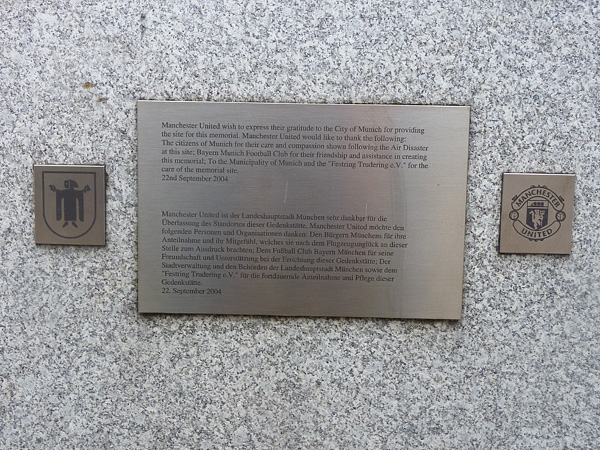 Manchester United wish to express their gratitude to the City of Munich for providing
the site for this memorial. Manchester United would like to thank the following:
The citizens of Munich for their care and compassion shown following the Air Disaster
at this site; Bayern Munich Football Club for their friendship and assistance in creating
this memorial; To the Municipality of Munich and the "Festring Trudering e.V." for the
care of the memorial site.
22nd September 2004
Manchester United ist der Landeshauptstadt München sehr dankbar für die
Überlassung des Standortes dieser Gedenkstätte. Manchester United möchte den
folgenden Personen und Organisationen danken: Den Bürgern Münchens für ihre
Anteilnahme und ihr Mitgefühl, welches sie nach dem Flugzeugunglück an dieser
Stelle zum Ausdruck brachten; Dem Fußball Club Bayern München für seine
Freundschaft und Unterstützung bei der Errichtung dieser Gedenkstätte; Der
Stadtverwaltung und den Behörden der Landeshauptstadt München sowie dem
"Festring Trudering e.V." für die fortdauernde Anteilnahme und Pflege dieser
Gedenkstätte.
22. September 2004
MANCHESTER
UNITED